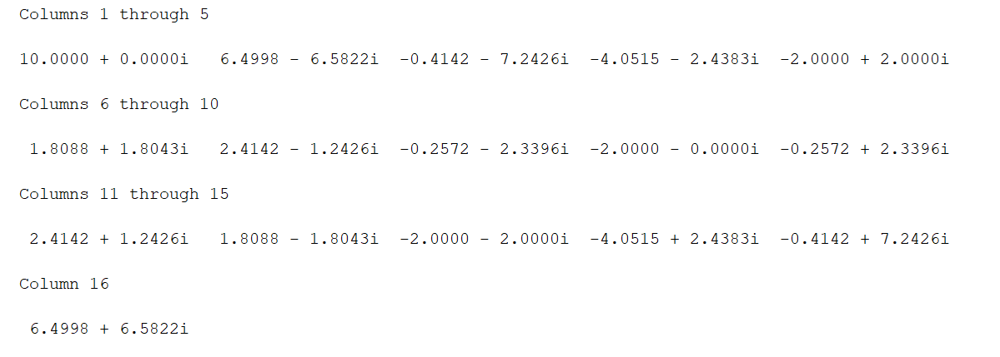 Columns 1 through 5
10.0000 + 0.0000i 6.4998 - 6.5822i -0.4142 - 7.2426i -4.0515 - 2.4383i -2.0000 + 2.0000i
Columns 6 through 10
1.8088 + 1.8043i 2.4142 - 1.2426i -0.2572 - 2.3396i -2.0000 - 0.0000i -0.2572 + 2.3396i
Columns 11 through 15
2.4142 + 1.2426i 1.8088 - 1.8043i -2.0000 - 2.0000i -4.0515 + 2.4383i -0.4142 + 7.2426i
Column 16
6.4998 + 6.5822i